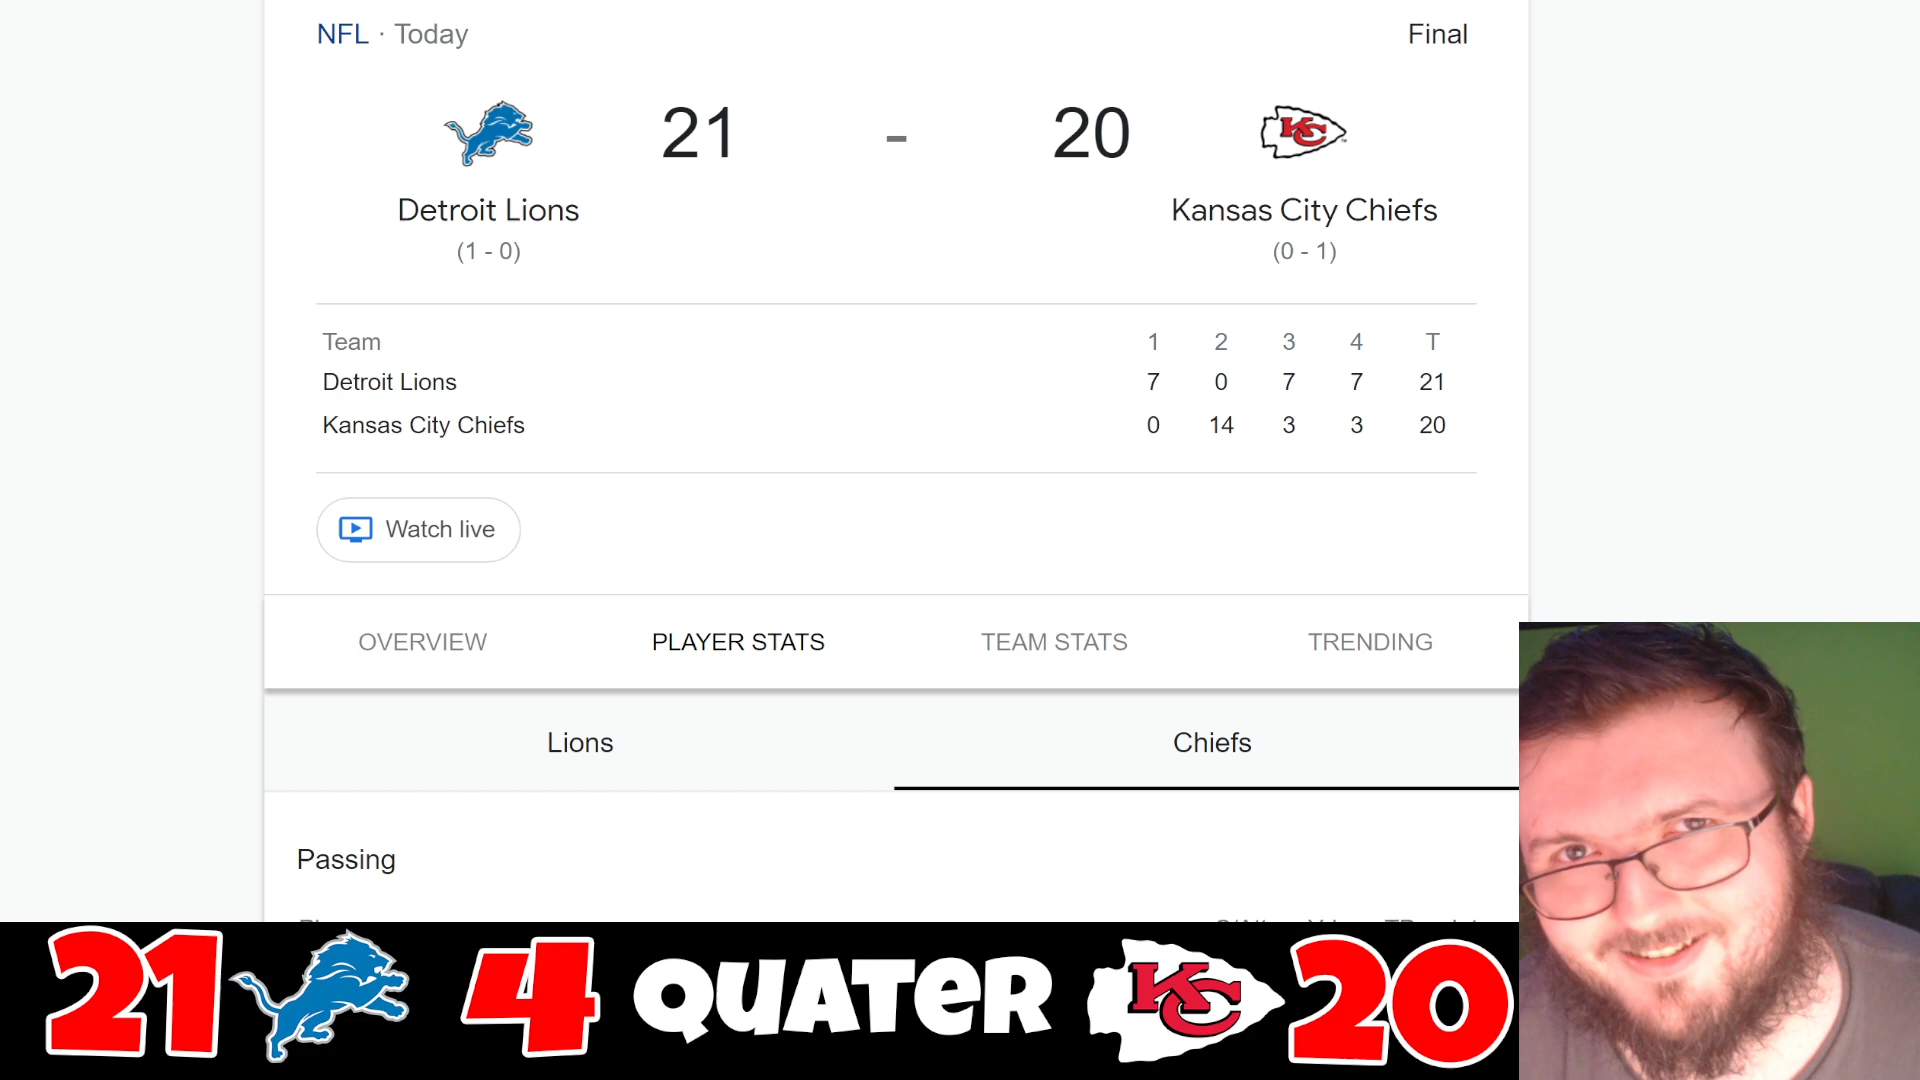 NFL · Today Final
21 - 20
Detroit Lions Kansas City Chiefs
(1 - 0) (0 - 1)
Team 1 2 3 4 T
Detroit Lions 7 0 7 7 21
Kansas City Chiefs 0 14 3 3 20
Watch live
OVERVIEW PLAYER STATS TEAM STATS TRENDING
Lions Chiefs
Passing
21 4 QUATeR KC 20